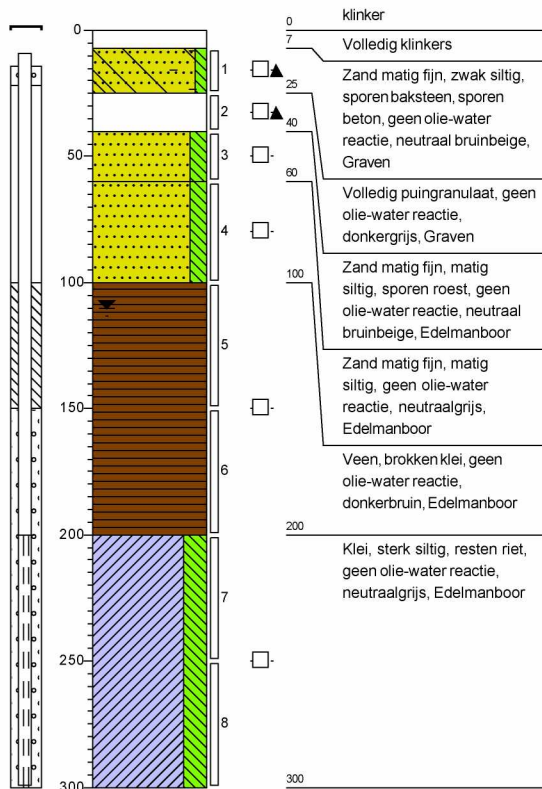 0
klinker
7
Volledig klinkers
Zand matig fijn, zwak siltig,
sporen baksteen, sporen
beton, geen olie-water
reactie, neutraal bruinbeige,
Graven
25
Volledig puingranulaat, geen
olie-water reactie,
donkergrijs, Graven
40
Zand matig fijn, matig
siltig, sporen roest, geen
olie-water reactie, neutraal
bruinbeige, Edelmanboor
60
Zand matig fijn, matig
siltig, geen olie-water
reactie, neutraalgrijs,
Edelmanboor
100
Veen, brokken klei, geen
olie-water reactie,
donkerbruin, Edelmanboor
200
Klei, sterk siltig, resten riet,
geen olie-water reactie,
neutraalgrijs, Edelmanboor
300
0
50
100
150
200
250
300
1
2
3
4
5
6
7
8